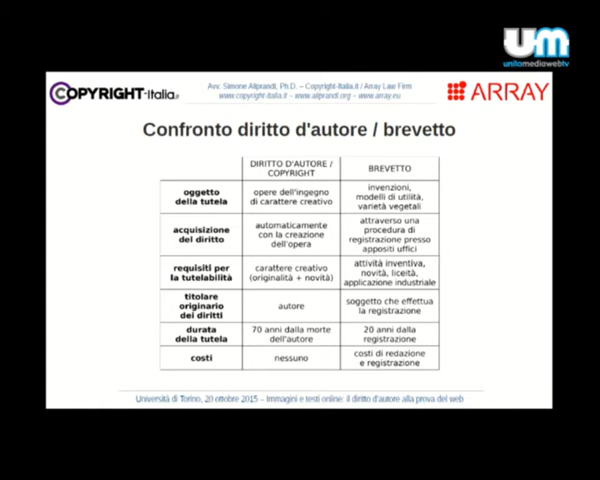 um
unitomediawebtv
COPYRIGHT-Italia.it
Avv. Simone Aliprandi, Ph.D. – Copyright-Italia.it / Array Law Firm
www.copyright-italia.it – www.aliprandi.org – www.array.eu
ARRAY
Confronto diritto d'autore / brevetto
DIRITTO D'AUTORE /
COPYRIGHT
BREVETTO
oggetto
della tutela
opere dell'ingegno
di carattere creativo
invenzioni,
modelli di utilità,
varietà vegetali
acquisizione
del diritto
automaticamente
con la creazione
dell'opera
attraverso una
procedura di
registrazione presso
appositi uffici
requisiti per
la tutelabilità
carattere creativo
(originalità + novità)
attività inventiva,
novità, liceità,
applicazione industriale
titolare
originario
dei diritti
autore
soggetto che effettua
la registrazione
durata
della tutela
70 anni dalla morte
dell'autore
20 anni dalla
registrazione
costi
nessuno
costi di redazione
e registrazione
Università di Torino, 20 ottobre 2015 – Immagini e testi online: il diritto d'autore alla prova del web